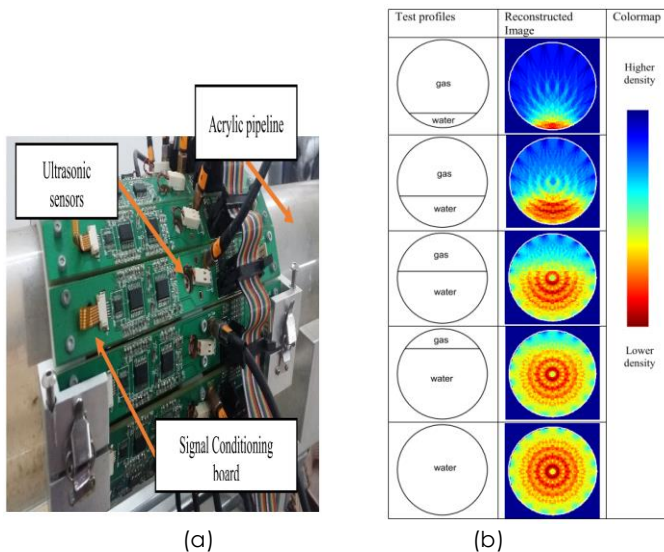 Acrylic pipeline
Ultrasonic
sensors
Signal Conditioning
board
(a)
Test profiles
Reconstructed
Image
Colormap
gas
water
gas
water
gas
water
gas
water
water
Higher
density
Lower
density
(b)